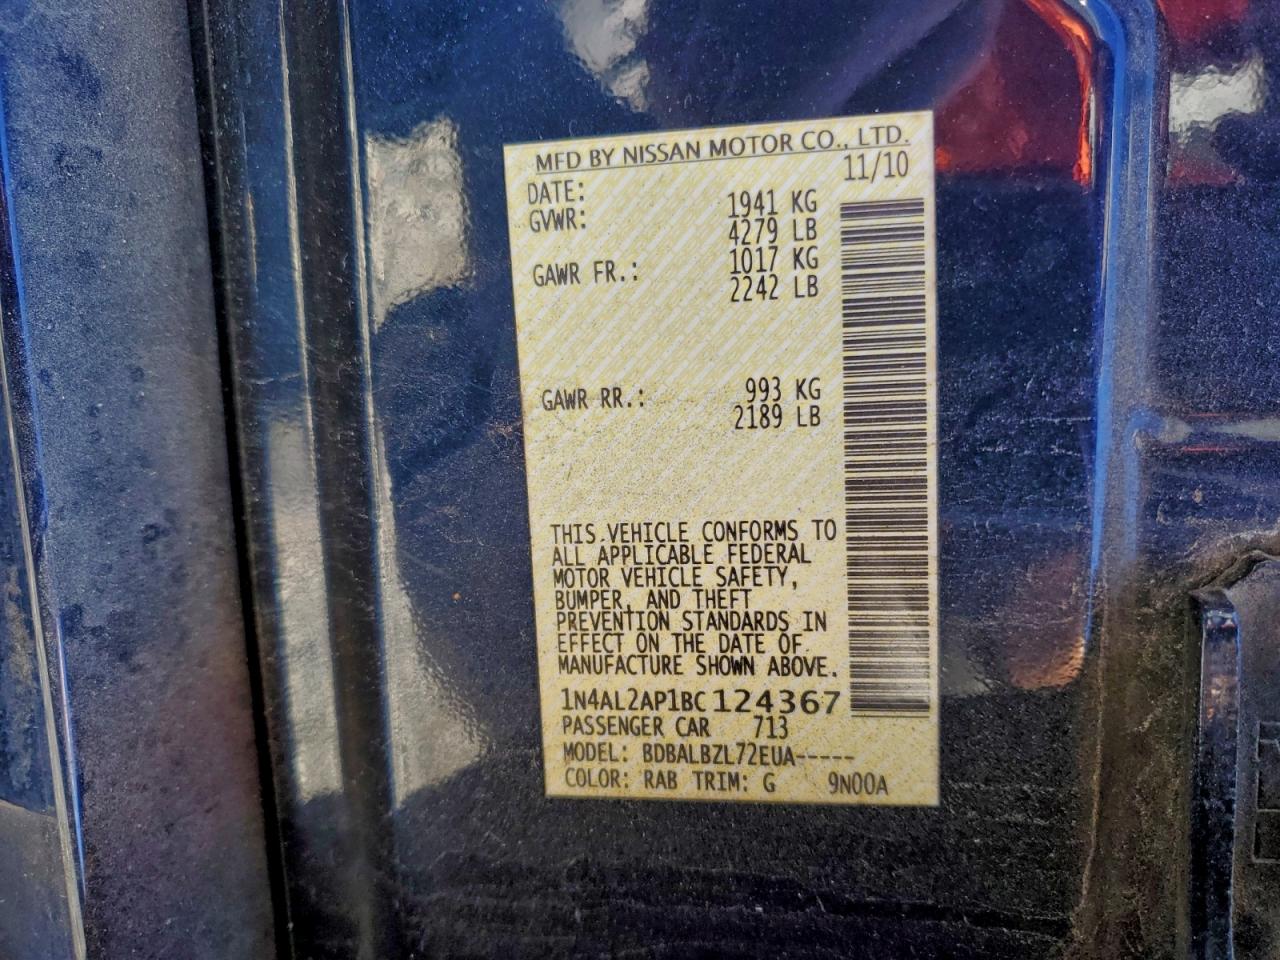 MFD BY NISSAN MOTOR CO., LTD.
DATE: 11/10
GVWR: 1941 KG
4279 LB
GAWR FR.: 1017 KG
2242 LB
GAWR RR.: 993 KG
2189 LB
THIS VEHICLE CONFORMS TO
ALL APPLICABLE FEDERAL
MOTOR VEHICLE SAFETY,
BUMPER, AND THEFT
PREVENTION STANDARDS IN
EFFECT ON THE DATE OF
MANUFACTURE SHOWN ABOVE.
1N4AL2AP1BC124367
PASSENGER CAR 713
MODEL: BDBALBZL72EUA-----
COLOR: RAB TRIM: G 9N00A